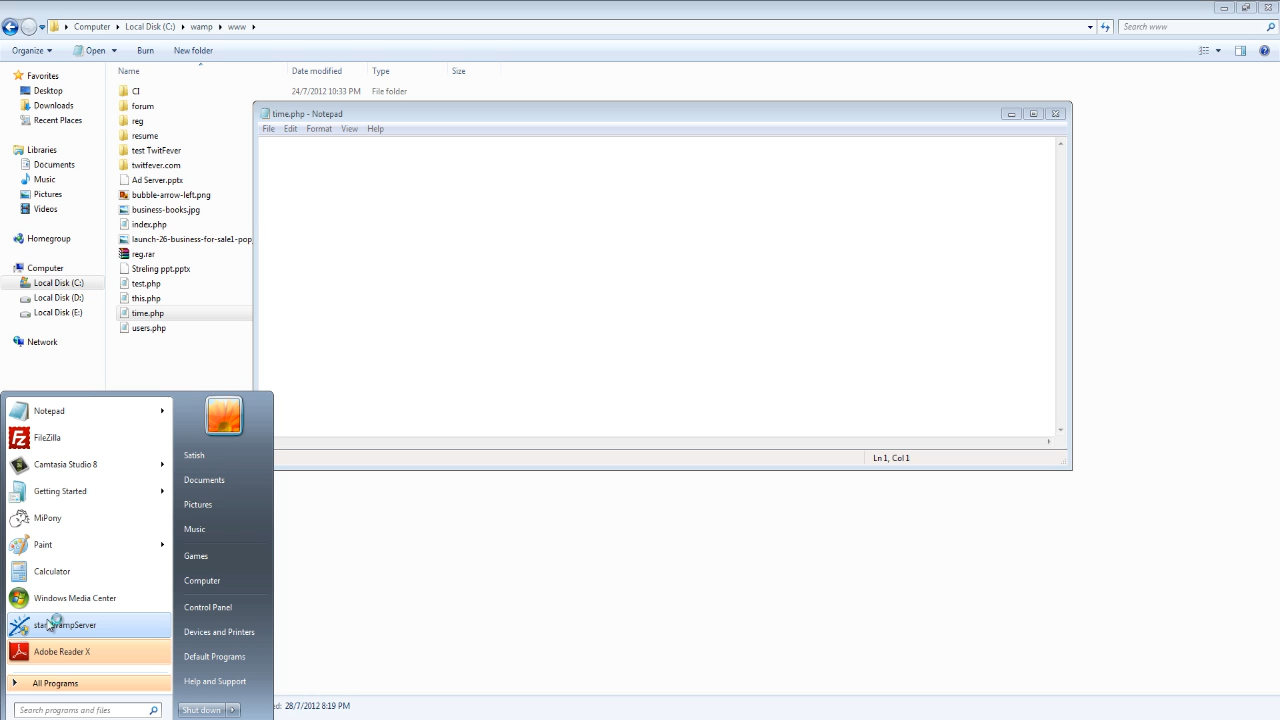 Computer Local Disk (C:) wamp www
Search www
Organize Open Burn New folder
Favorites
Desktop
Downloads
Recent Places
Libraries
Documents
Music
Pictures
Videos
Homegroup
Computer
Local Disk (C:)
Local Disk (D:)
Local Disk (E:)
Network
Name Date modified Type Size
CI 24/7/2012 10:33 PM File folder
forum
reg
resume
test TwitFever
twitfever.com
Ad Server.pptx
bubble-arrow-left.png
business-books.jpg
index.php
launch-26-business-for-sale1-pop
reg.rar
Streling ppt.pptx
test.php
this.php
time.php
users.php
time.php - Notepad
File Edit Format View Help
Ln 1, Col 1
Notepad
FileZilla
Camtasia Studio 8
Getting Started
MiPony
Paint
Calculator
Windows Media Center
Adobe Reader X
All Programs
Search programs and files
Satish
Documents
Pictures
Music
Games
Computer
Control Panel
Devices and Printers
Default Programs
Help and Support
Shut down
28/7/2012 8:19 PM